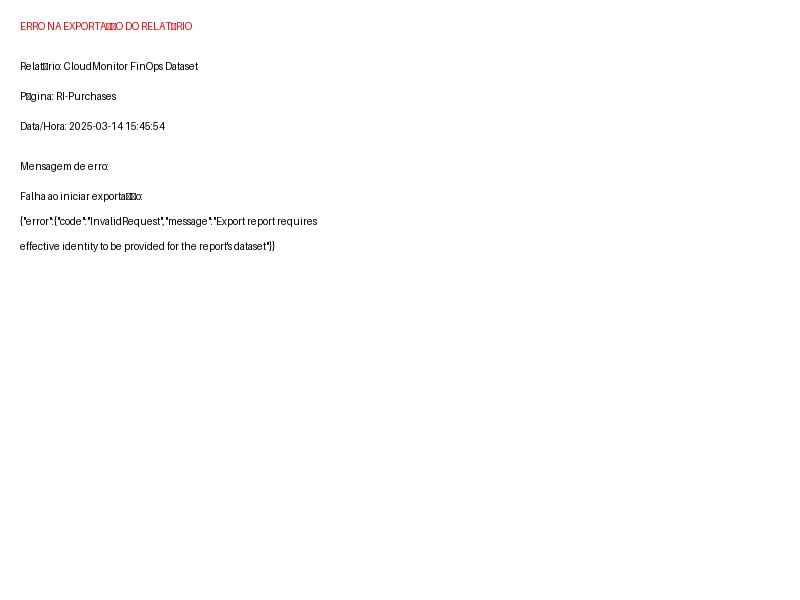 ERRO NA EXPORTA▯▯O DO RELAT▯RIO
Relat▯rio: CloudMonitor FinOps Dataset
P▯gina: RI-Purchases
Data/Hora: 2025-03-14 15:45:54
Mensagem de erro:
Falha ao iniciar exporta▯▯o:
{"error":{"code":"InvalidRequest","message":"Export report requires
effective identity to be provided for the report's dataset"}}